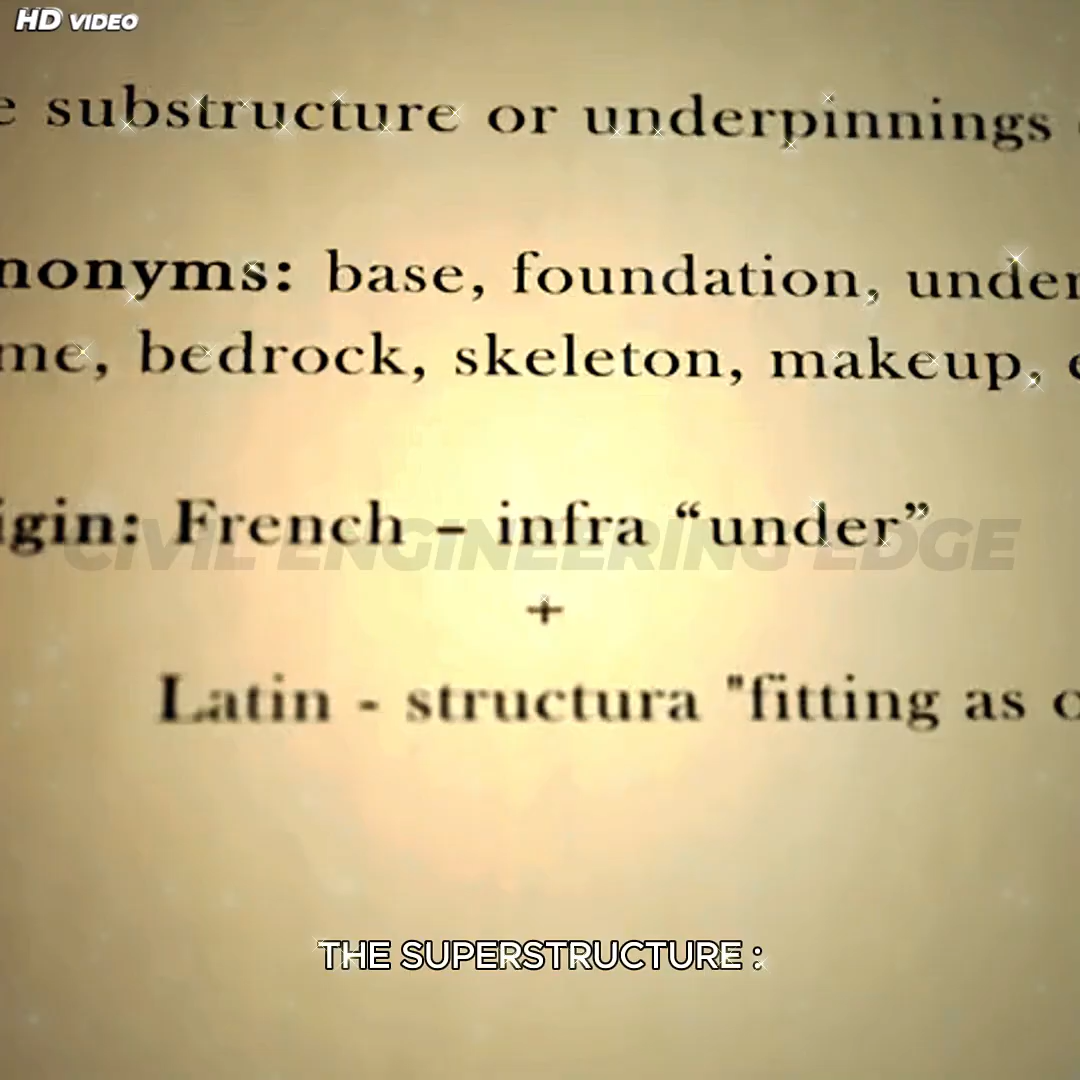 HD VIDEO
e substructure or underpinnings
nonyms: base, foundation, under
me, bedrock, skeleton, makeup,
igin: French – infra “under”
CIVIL ENGINEERING EDGE
+
Latin - structura "fitting as
THE SUPERSTRUCTURE :